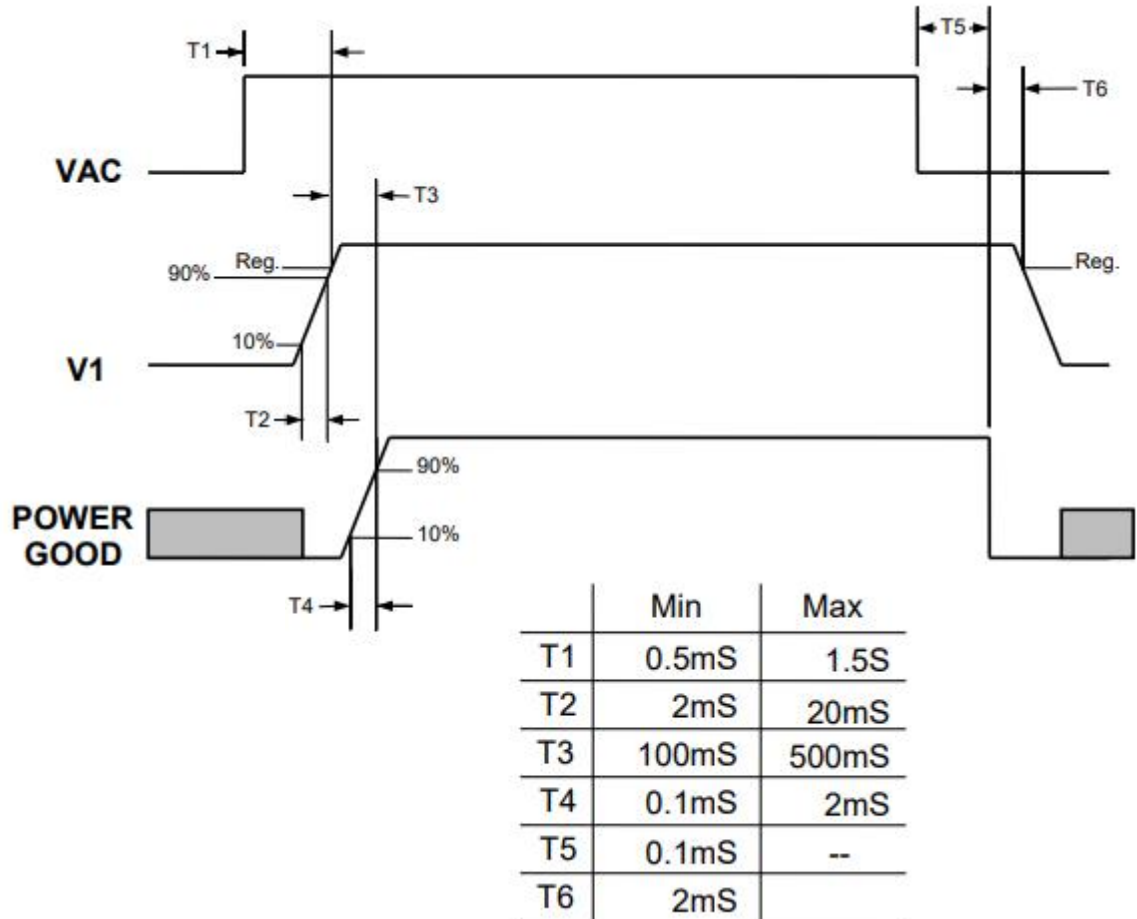 T1
T5
T6
VAC
T3
Reg.
90%
Reg.
10%
V1
T2
90%
POWER
GOOD
10%
T4
Min Max
T1 0.5mS 1.5S
T2 2mS 20mS
T3 100mS 500mS
T4 0.1mS 2mS
T5 0.1mS --
T6 2mS